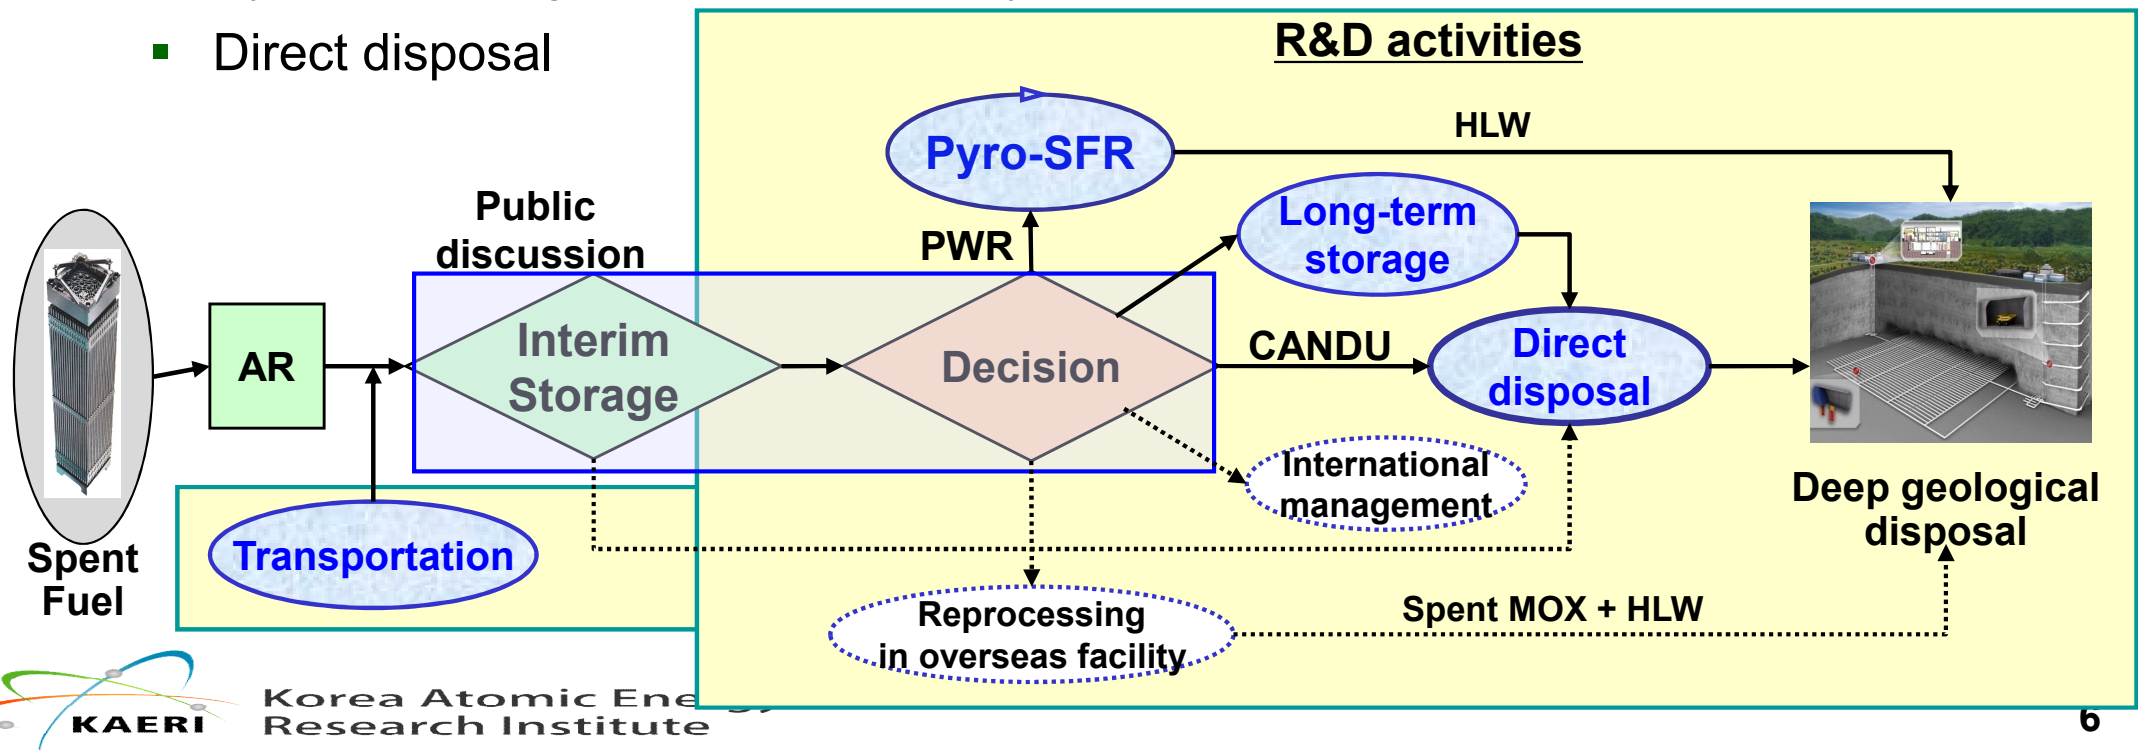 Direct disposal
R&D activities
Pyro-SFR
HLW
Public
discussion
PWR
Long-term
storage
AR
Interim
Storage
Decision
CANDU
Direct
disposal
International
management
Deep geological
disposal
Spent
Fuel
Transportation
Reprocessing
in overseas facility
Spent MOX + HLW
KAERI
Korea Atomic Ene
Research Institute
6